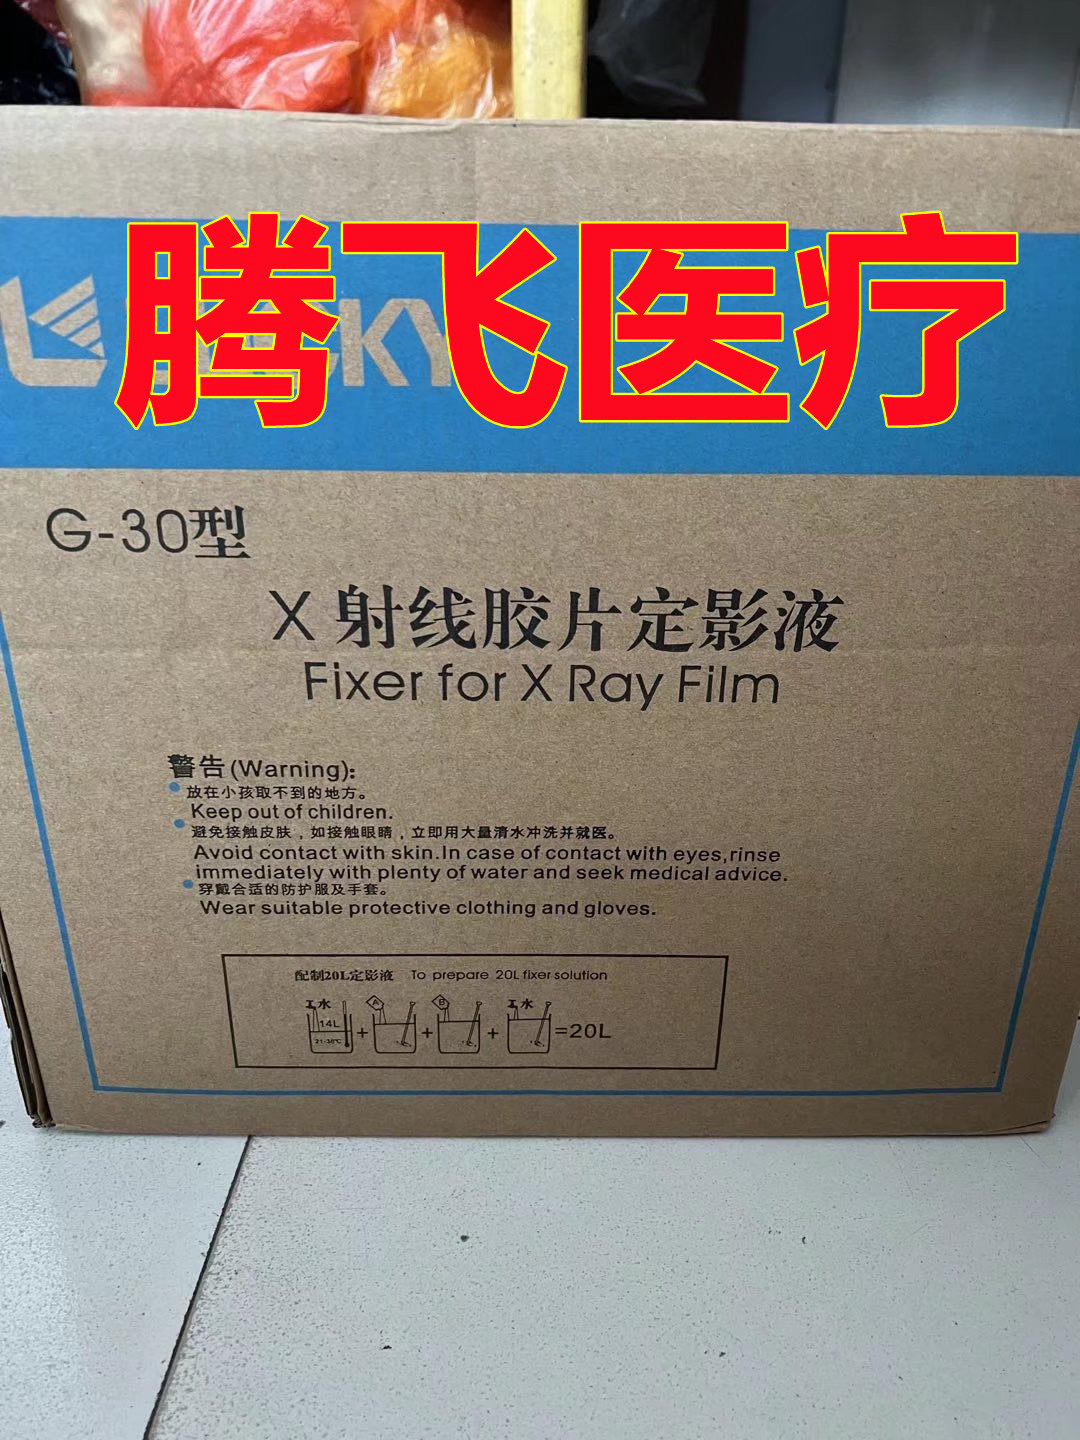 腾飞医疗
G-30型
X 射线胶片定影液
Fixer for X Ray Film
警告(Warning):
放在小孩取不到的地方。
Keep out of children.
避免接触皮肤，如接触眼睛，立即用大量清水冲洗并就医。
Avoid contact with skin.In case of contact with eyes,rinse
immediately with plenty of water and seek medical advice.
穿戴合适的防护服及手套。
Wear suitable protective clothing and gloves.
配制20L定影液 To prepare 20L fixer solution
水 A B 水
14L + + + =20L